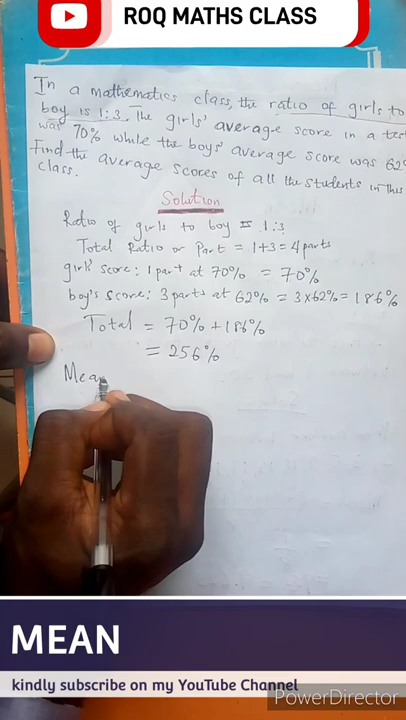 ROQ MATHS CLASS
In a mathematics class, the ratio of girls to
boy is 1:3. The girls' average score in a test
was 70% while the boys' average score was 62%
Find the average scores of all the students in this
class.
Solution
Ratio of girls to boy = 1:3
Total Ratio or Part = 1+3 = 4 parts
girls' score: 1 part at 70% = 70%
boy's score: 3 parts at 62% = 3x62% = 186%
Total = 70% + 186%
= 256%
Mea
MEAN
kindly subscribe on my YouTube Channel
PowerDirector